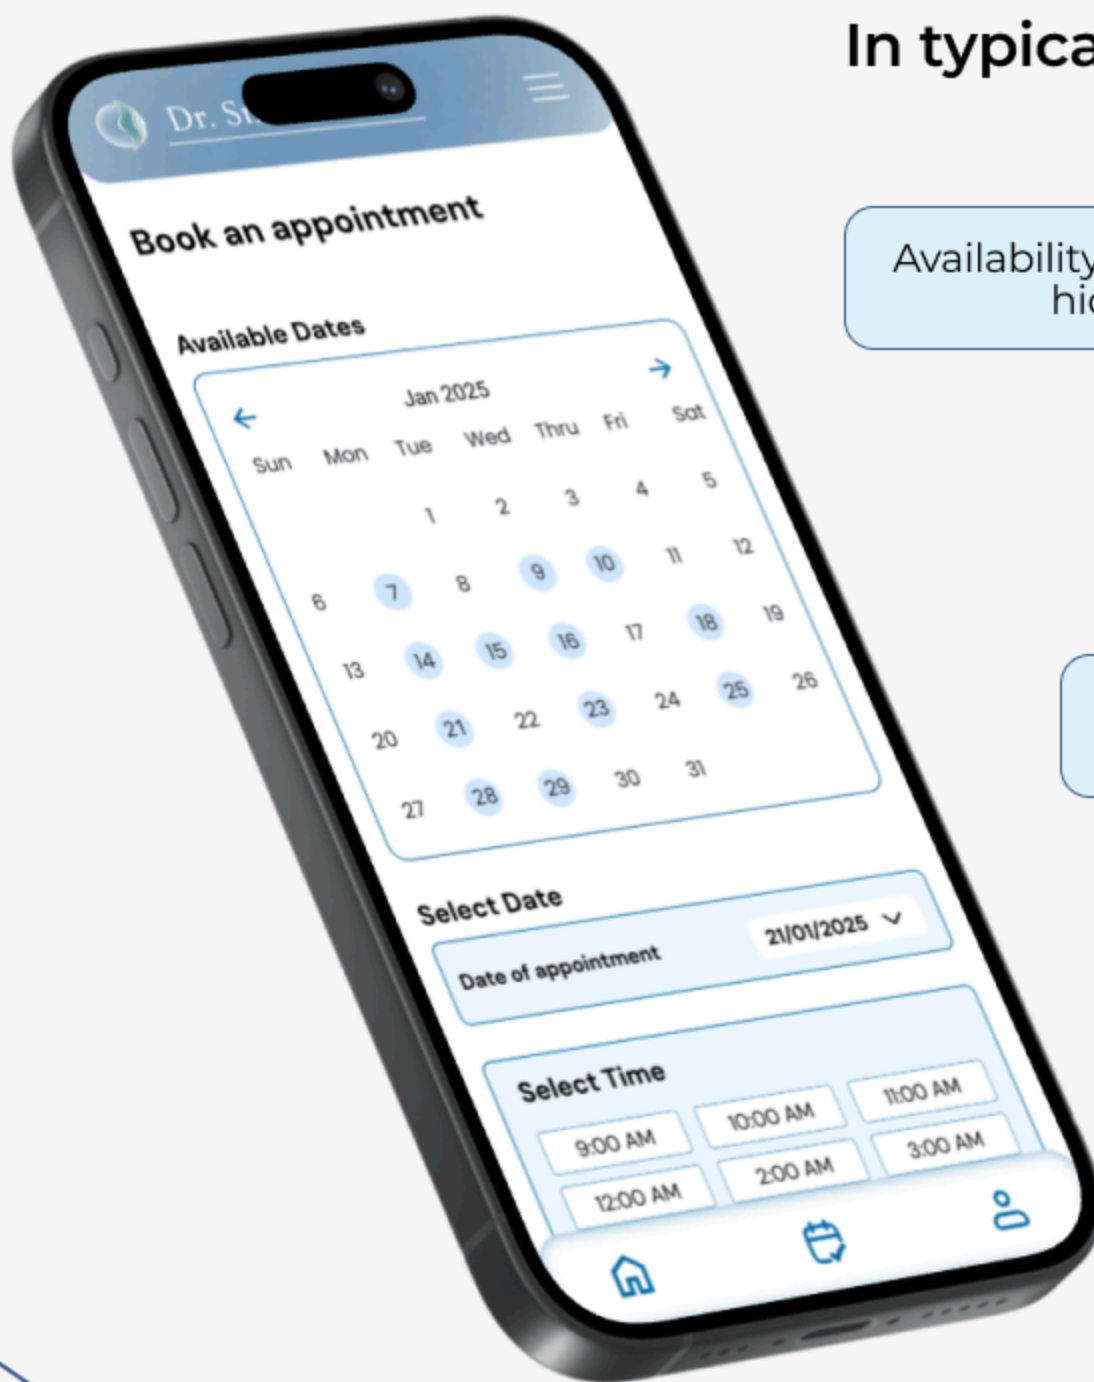 In typica
Dr.
Book an appointment
Available Dates
Jan 2025
Sun Mon Tue Wed Thru Fri Sat
1 2 3 4 5
6 7 8 9 10 11 12
13 14 15 16 17 18 19
20 21 22 23 24 25 26
27 28 29 30 31
Select Date
Date of appointment 21/01/2025
Select Time
9:00 AM 10:00 AM 11:00 AM
12:00 AM 2:00 AM 3:00 AM
Availability